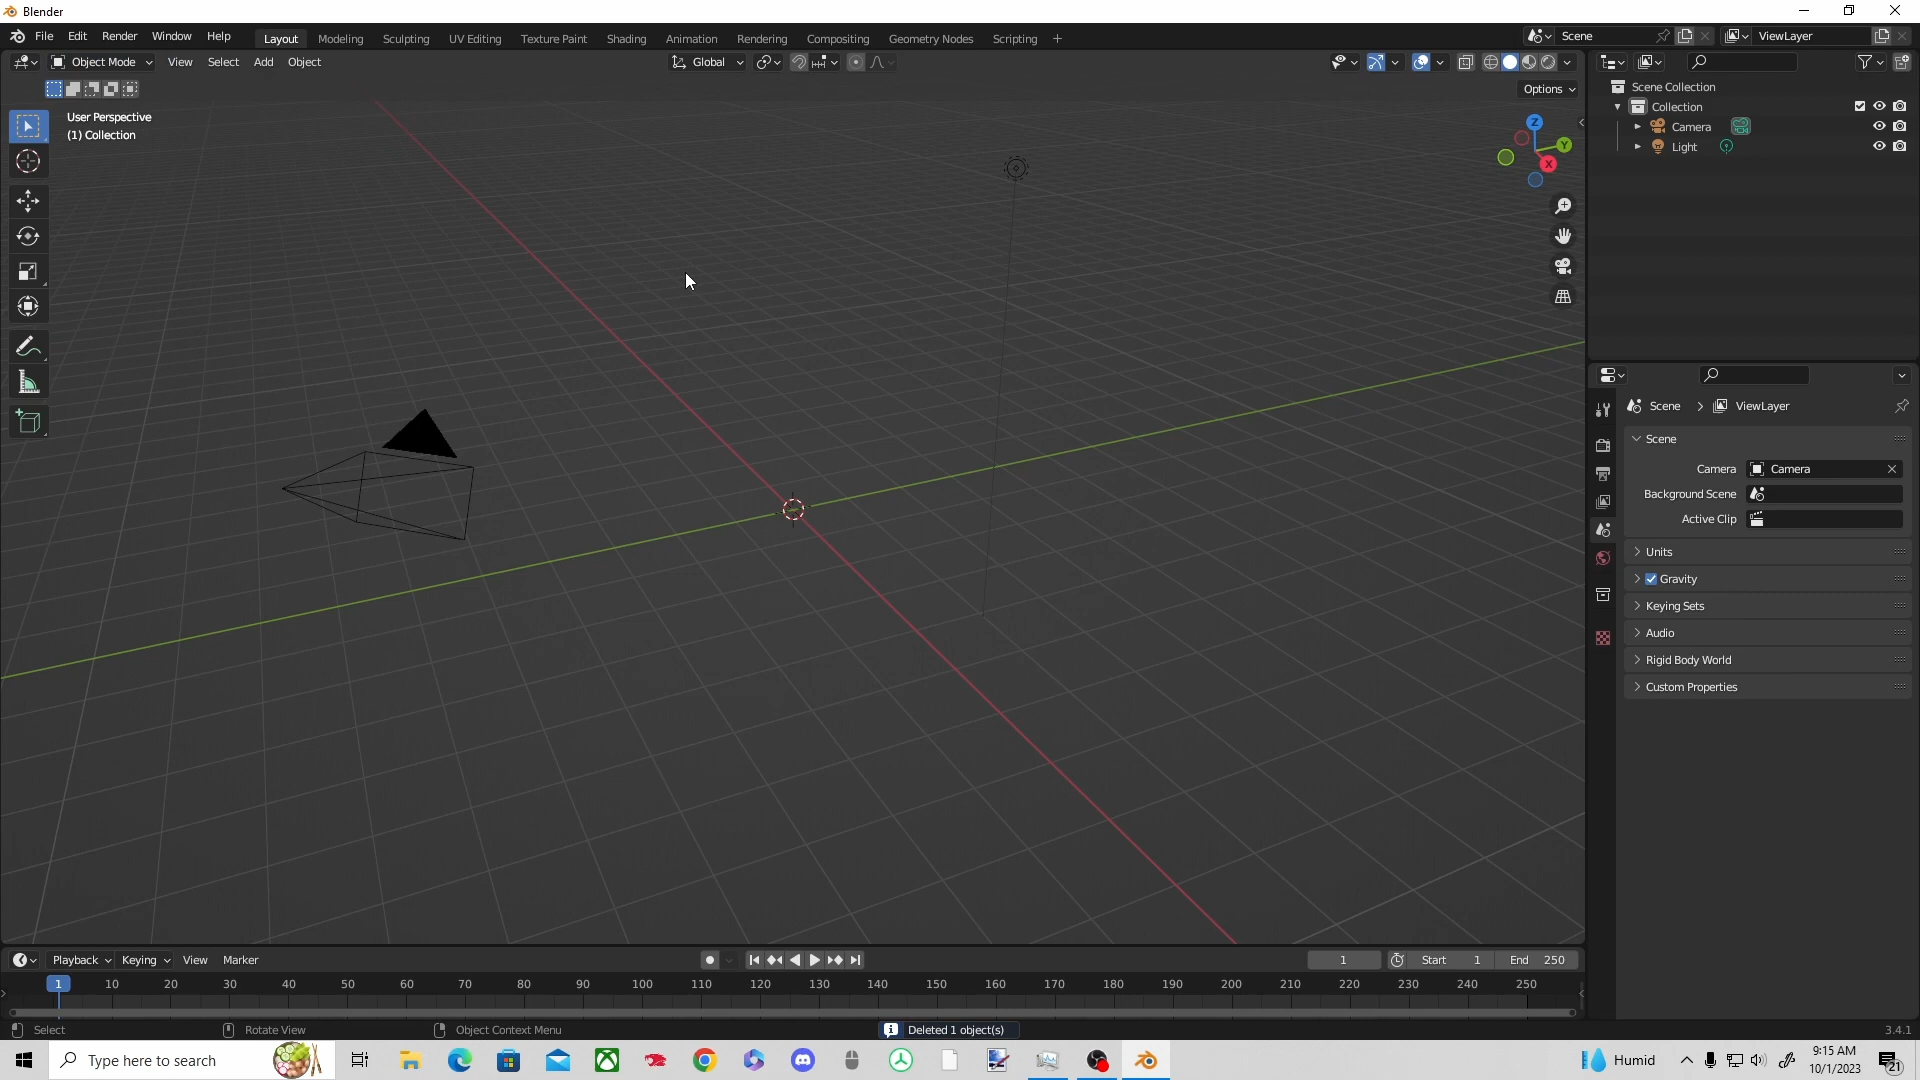 Blender
File Edit Render Window Help
Layout Modeling Sculpting UV Editing Texture Paint Shading Animation Rendering Compositing Geometry Nodes Scripting +
Scene
ViewLayer
Object Mode View Select Add Object
Global
Options
User Perspective
(1) Collection
Z
Y
X
Scene Collection
Collection
Camera
Light
Scene > ViewLayer
Scene
Camera Camera
Background Scene
Active Clip
Units
Gravity
Keying Sets
Audio
Rigid Body World
Custom Properties
Playback Keying View Marker
1
Start 1
End 250
1 10 20 30 40 50 60 70 80 90 100 110 120 130 140 150 160 170 180 190 200 210 220 230 240 250
Select
Rotate View
Object Context Menu
Deleted 1 object(s)
3.4.1
Type here to search
Humid
9:15 AM
10/1/2023
21